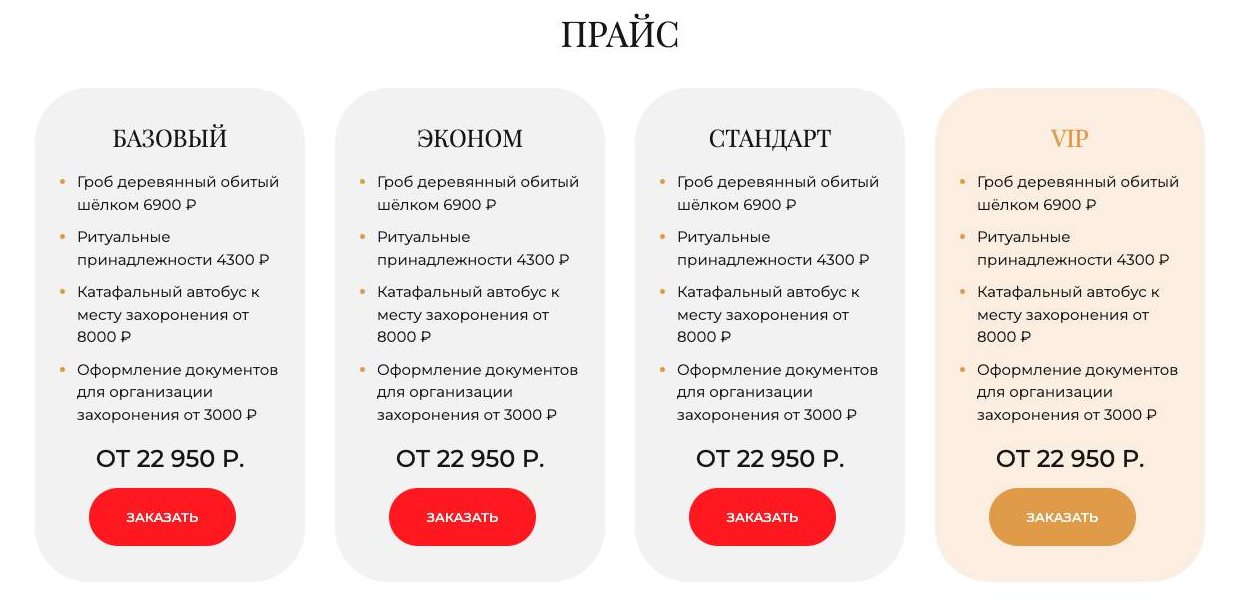 ПРАЙС
БАЗОВЫЙ
Гроб деревянный обитый
шёлком 6900 ₽
Ритуальные
принадлежности 4300 ₽
Катафальный автобус к
месту захоронения от
8000 ₽
Оформление документов
для организации
захоронения от 3000 ₽
ОТ 22 950 Р.
ЗАКАЗАТЬ
ЭКОНОМ
Гроб деревянный обитый
шёлком 6900 ₽
Ритуальные
принадлежности 4300 ₽
Катафальный автобус к
месту захоронения от
8000 ₽
Оформление документов
для организации
захоронения от 3000 ₽
ОТ 22 950 Р.
ЗАКАЗАТЬ
СТАНДАРТ
Гроб деревянный обитый
шёлком 6900 ₽
Ритуальные
принадлежности 4300 ₽
Катафальный автобус к
месту захоронения от
8000 ₽
Оформление документов
для организации
захоронения от 3000 ₽
ОТ 22 950 Р.
ЗАКАЗАТЬ
VIP
Гроб деревянный обитый
шёлком 6900 ₽
Ритуальные
принадлежности 4300 ₽
Катафальный автобус к
месту захоронения от
8000 ₽
Оформление документов
для организации
захоронения от 3000 ₽
ОТ 22 950 Р.
ЗАКАЗАТЬ